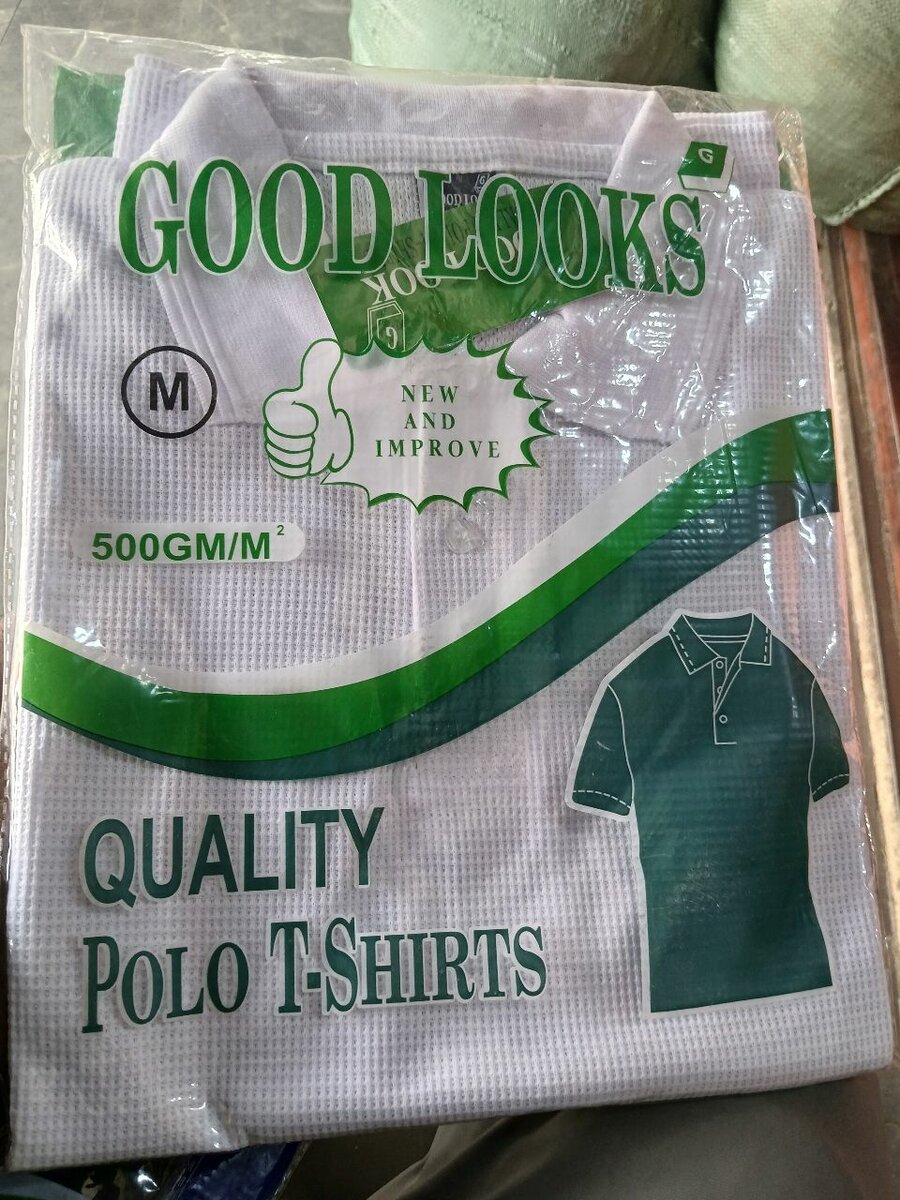 GOOD LOOKS
G
M
NEW
AND
IMPROVE
500GM/M²
QUALITY
POLO T-SHIRTS